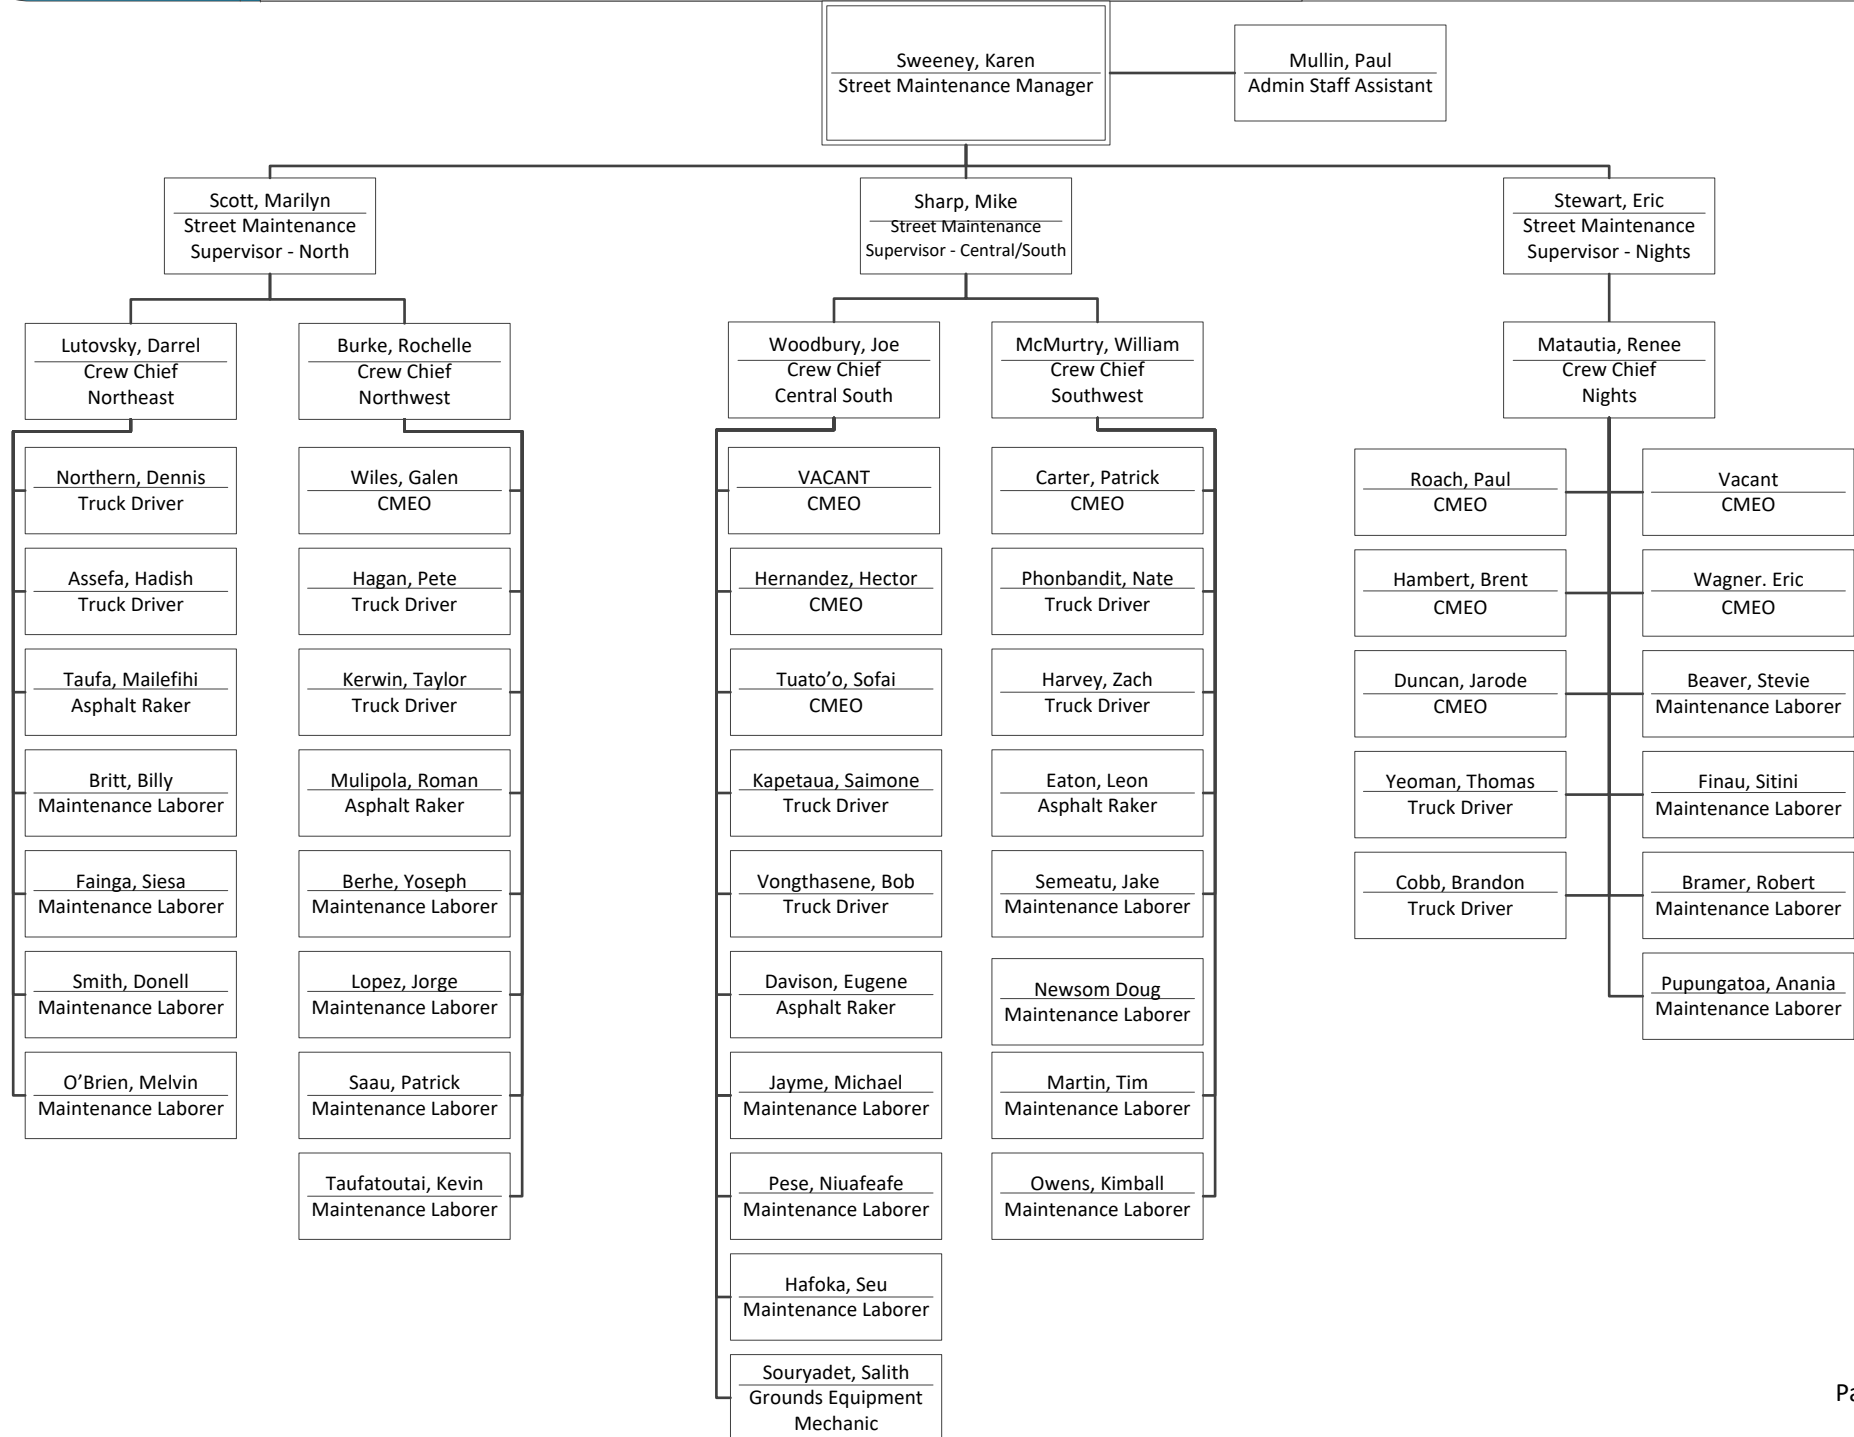 Sweeney, Karen
Street Maintenance Manager
Mullin, Paul
Admin Staff Assistant
Scott, Marilyn
Street Maintenance
Supervisor - North
Sharp, Mike
Street Maintenance
Supervisor - Central/South
Stewart, Eric
Street Maintenance
Supervisor - Nights
Lutovsky, Darrel
Crew Chief
Northeast
Burke, Rochelle
Crew Chief
Northwest
Woodbury, Joe
Crew Chief
Central South
McMurtry, William
Crew Chief
Southwest
Matautia, Renee
Crew Chief
Nights
Northern, Dennis
Truck Driver
Assefa, Hadish
Truck Driver
Taufa, Mailefihi
Asphalt Raker
Britt, Billy
Maintenance Laborer
Fainga, Siesa
Maintenance Laborer
Smith, Donell
Maintenance Laborer
O’Brien, Melvin
Maintenance Laborer
Wiles, Galen
CMEO
Hagan, Pete
Truck Driver
Kerwin, Taylor
Truck Driver
Mulipola, Roman
Asphalt Raker
Berhe, Yoseph
Maintenance Laborer
Lopez, Jorge
Maintenance Laborer
Saau, Patrick
Maintenance Laborer
Taufatoutai, Kevin
Maintenance Laborer
VACANT
CMEO
Hernandez, Hector
CMEO
Tuato’o, Sofai
CMEO
Kapetaua, Saimone
Truck Driver
Vongthasene, Bob
Truck Driver
Davison, Eugene
Asphalt Raker
Jayme, Michael
Maintenance Laborer
Pese, Niuafeafe
Maintenance Laborer
Hafoka, Seu
Maintenance Laborer
Souryadet, Salith
Grounds Equipment
Mechanic
Carter, Patrick
CMEO
Phonbandit, Nate
Truck Driver
Harvey, Zach
Truck Driver
Eaton, Leon
Asphalt Raker
Semeatu, Jake
Maintenance Laborer
Newsom Doug
Maintenance Laborer
Martin, Tim
Maintenance Laborer
Owens, Kimball
Maintenance Laborer
Roach, Paul
CMEO
Hambert, Brent
CMEO
Duncan, Jarode
CMEO
Yeoman, Thomas
Truck Driver
Cobb, Brandon
Truck Driver
Vacant
CMEO
Wagner. Eric
CMEO
Beaver, Stevie
Maintenance Laborer
Finau, Sitini
Maintenance Laborer
Bramer, Robert
Maintenance Laborer
Pupungatoa, Anania
Maintenance Laborer
Pa